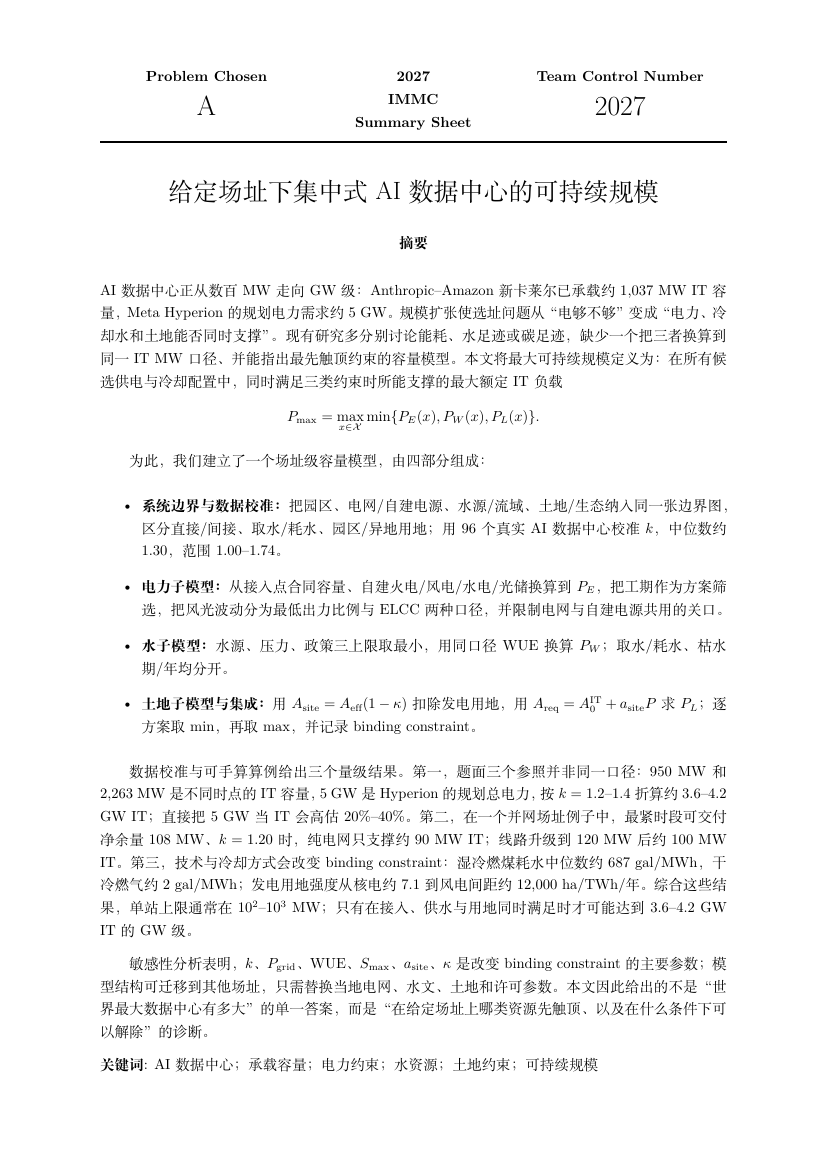 Problem Chosen
A
2027
IMMC
Summary Sheet
Team Control Number
2027
给定场址下集中式 AI 数据中心的可持续规模
摘要
AI 数据中心正从数百 MW 走向 GW 级：Anthropic–Amazon 新卡莱尔已承载约 1,037 MW IT 容
量，Meta Hyperion 的规划电力需求约 5 GW。规模扩张使选址问题从 “电够不够” 变成 “电力、冷
却水和土地能否同时支撑”。现有研究多分别讨论能耗、水足迹或碳足迹，缺少一个把三者换算到
同一 IT MW 口径、并能指出最先触顶约束的容量模型。本文将最大可持续规模定义为：在所有候
选供电与冷却配置中，同时满足三类约束时所能支撑的最大额定 IT 负载
P_max = max_{x∈𝒳} min{P_E(x), P_W(x), P_L(x)}.
为此，我们建立了一个场址级容量模型，由四部分组成：
• 系统边界与数据校准：把园区、电网/自建电源、水源/流域、土地/生态纳入同一张边界图，
区分直接/间接、取水/耗水、园区/异地用地；用 96 个真实 AI 数据中心校准 k，中位数约
1.30，范围 1.00–1.74。
• 电力子模型：从接入点合同容量、自建火电/风电/水电/光储换算到 P_E，把工期作为方案筛
选，把风光波动分为最低出力比例与 ELCC 两种口径，并限制电网与自建电源共用的关口。
• 水子模型：水源、压力、政策三上限取最小，用同口径 WUE 换算 P_W；取水/耗水、枯水
期/年均分开。
• 土地子模型与集成：用 A_site = A_eff(1 − κ) 扣除发电用地，用 A_req = A_0^IT + a_site P 求 P_L；逐
方案取 min，再取 max，并记录 binding constraint。
数据校准与可手算算例给出三个量级结果。第一，题面三个参照并非同一口径：950 MW 和
2,263 MW 是不同时点的 IT 容量，5 GW 是 Hyperion 的规划总电力，按 k = 1.2–1.4 折算约 3.6–4.2
GW IT；直接把 5 GW 当 IT 会高估 20%–40%。第二，在一个并网场址例子中，最紧时段可交付
净余量 108 MW、k = 1.20 时，纯电网只支撑约 90 MW IT；线路升级到 120 MW 后约 100 MW
IT。第三，技术与冷却方式会改变 binding constraint：湿冷燃煤耗水中位数约 687 gal/MWh，干
冷燃气约 2 gal/MWh；发电用地强度从核电约 7.1 到风电间距约 12,000 ha/TWh/年。综合这些结
果，单站上限通常在 10²–10³ MW；只有在接入、供水与用地同时满足时才可能达到 3.6–4.2 GW
IT 的 GW 级。
敏感性分析表明，k、P_grid、WUE、S_max、a_site、κ 是改变 binding constraint 的主要参数；模
型结构可迁移到其他场址，只需替换当地电网、水文、土地和许可参数。本文因此给出的不是 “世
界最大数据中心有多大” 的单一答案，而是 “在给定场址上哪类资源先触顶、以及在什么条件下可
以解除” 的诊断。
关键词: AI 数据中心；承载容量；电力约束；水资源；土地约束；可持续规模